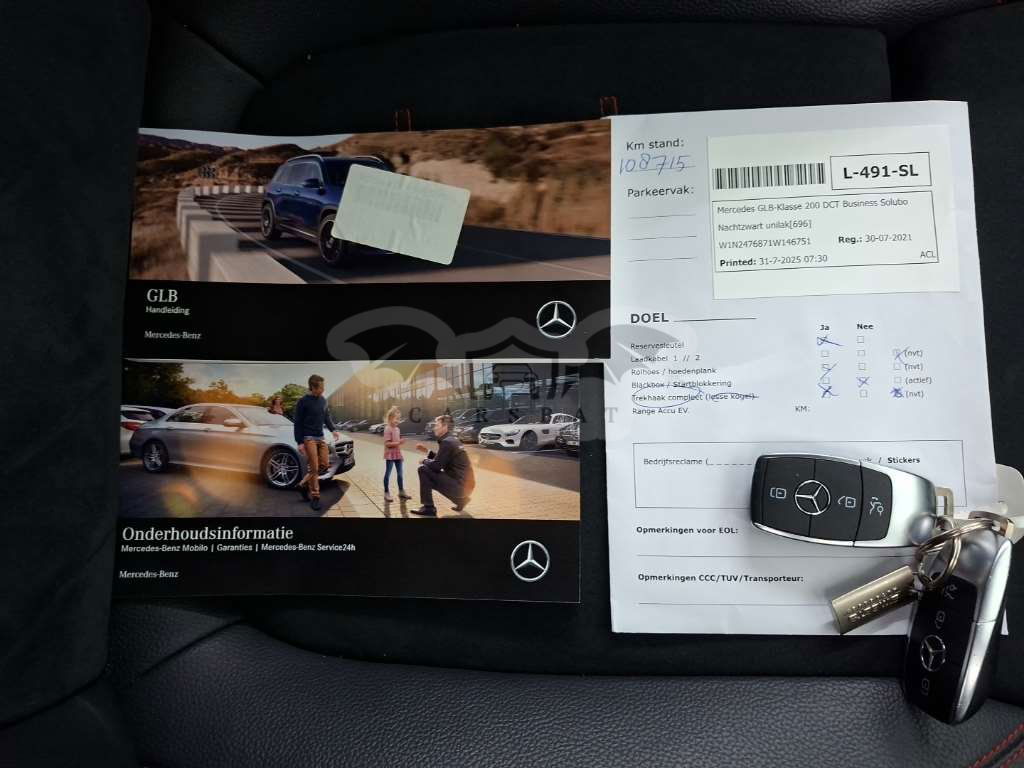 GLB
Handleiding
Mercedes-Benz
Onderhoudsinformatie
Mercedes-Benz Mobilo | Garanties | Mercedes-Benz Service24h
Mercedes-Benz
CARSBAT
Km stand:
108715
Parkeervak:
L-491-SL
Mercedes GLB-Klasse 200 DCT Business Solubo
Nachtzwart unilak[696]
W1N2476871W146751 Reg.: 30-07-2021
Printed: 31-7-2025 07:30 ACL
DOEL
Ja Nee
Reservesleutel
Laadkabel 1 // 2 (nvt)
Rolhoes / hoedenplank (nvt)
Blackbox / Startblokkering (actief)
Trekhaak compleet (losse kogel) (nvt)
Range Accu EV. KM:
Bedrijfsreclame ( / Stickers
Opmerkingen voor EOL:
Opmerkingen CCC/TUV/Transporteur: